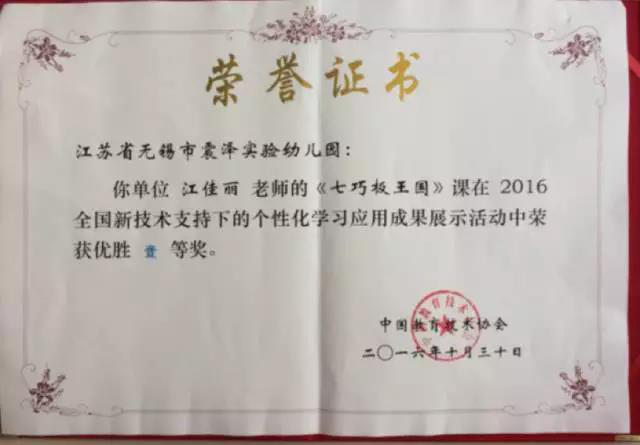 荣誉证书
江苏省无锡市震泽实验幼儿园：
你单位 江佳丽 老师的《七巧板王国》课在 2016
全国新技术支持下的个性化学习应用成果展示活动中荣
获优胜 壹 等奖。
中国教育技术协会
二〇一六年十月三十日